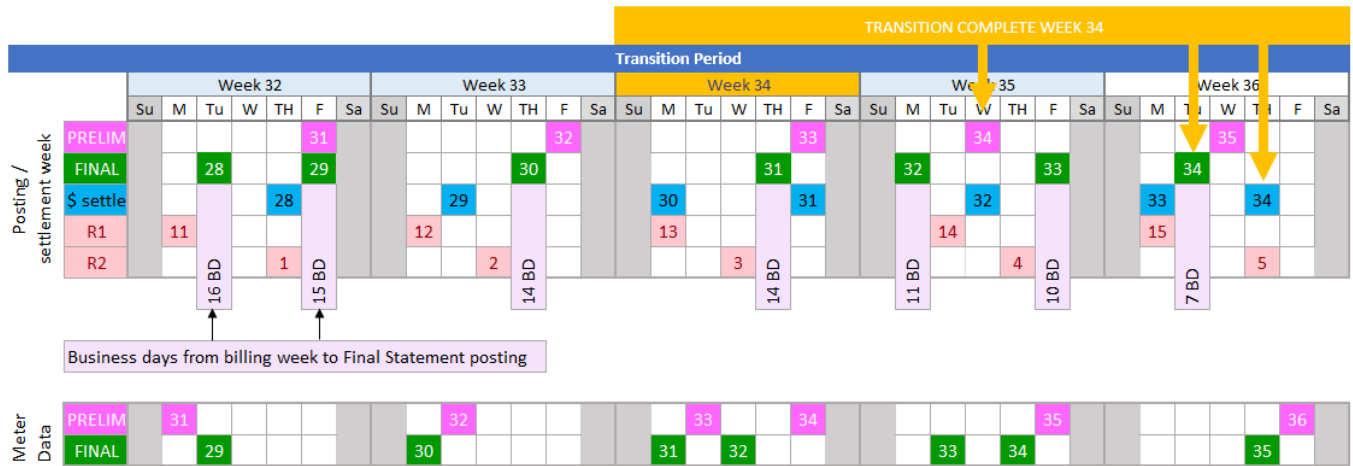 TRANSITION COMPLETE WEEK 34
Transition Period
Week 32 Week 33 Week 34 Week 35 Week 36
Su M Tu W TH F Sa Su M Tu W TH F Sa Su M Tu W TH F Sa Su M Tu W TH F Sa Su M Tu W TH F Sa
Posting /
settlement week
PRELIM 31 32 33 34 35
FINAL 28 29 30 31 32 33 34
$ settle 28 29 30 31 32 33 34
R1 11 12 13 14 15
R2 1 2 3 4 5
16 BD 15 BD 14 BD 14 BD 11 BD 10 BD 7 BD
Business days from billing week to Final Statement posting
Meter
Data
PRELIM 31 32 33 34 35 36
FINAL 29 30 31 32 33 34 35